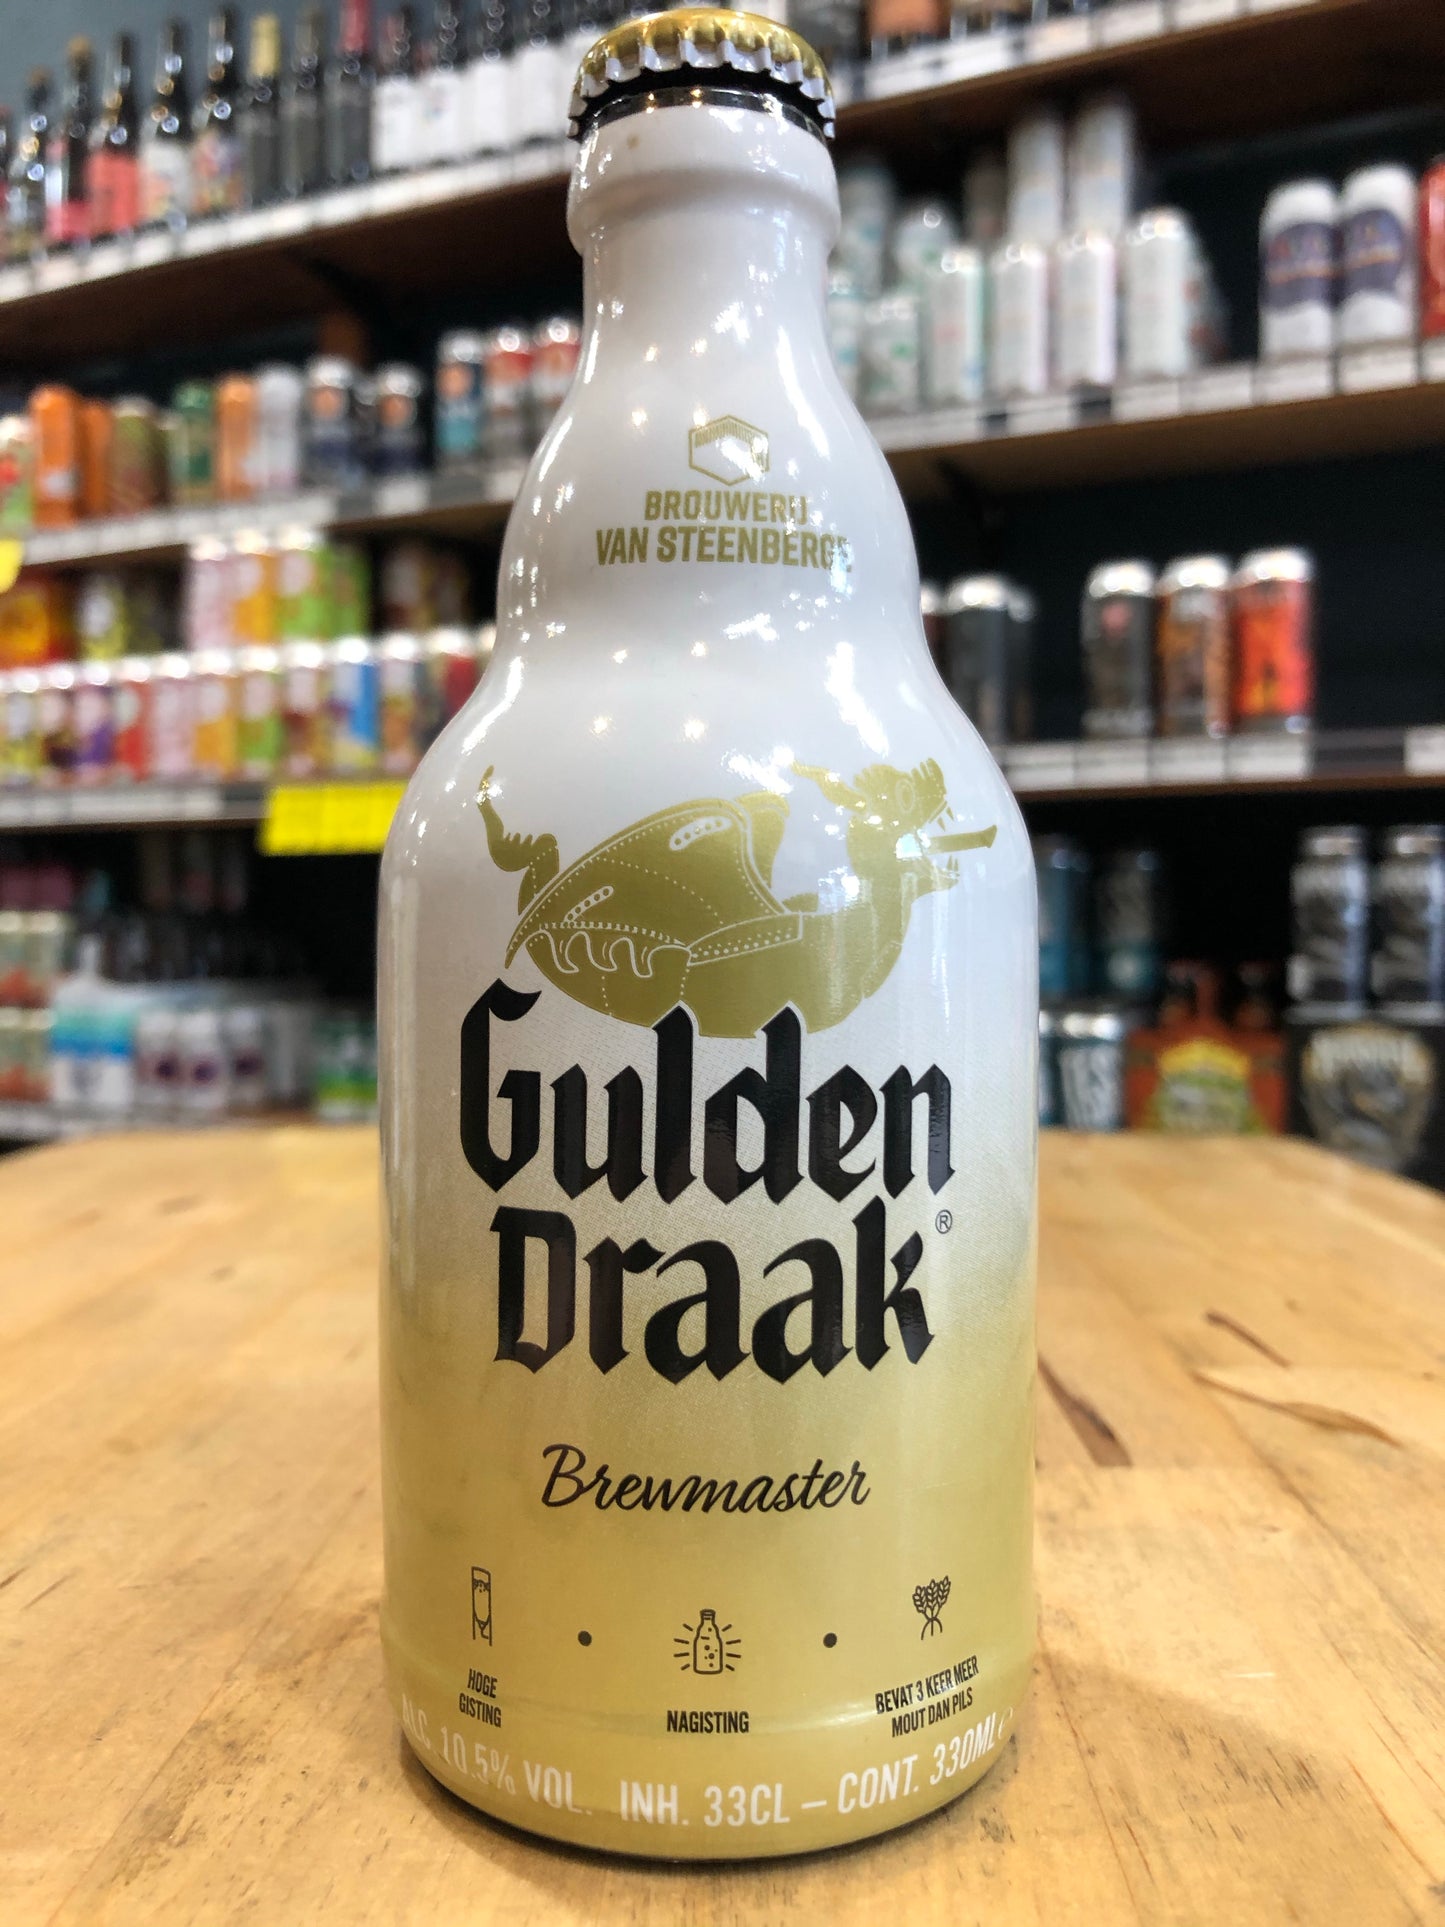 BROUWERIJ
VAN STEENBERGE
Gulden
Draak®
Brewmaster
HOGE
GISTING
•
NAGISTING
•
BEVAT 3 KEER MEER
MOUT DAN PILS
ALC. 10.5% VOL. INH. 33CL – CONT. 330ML e